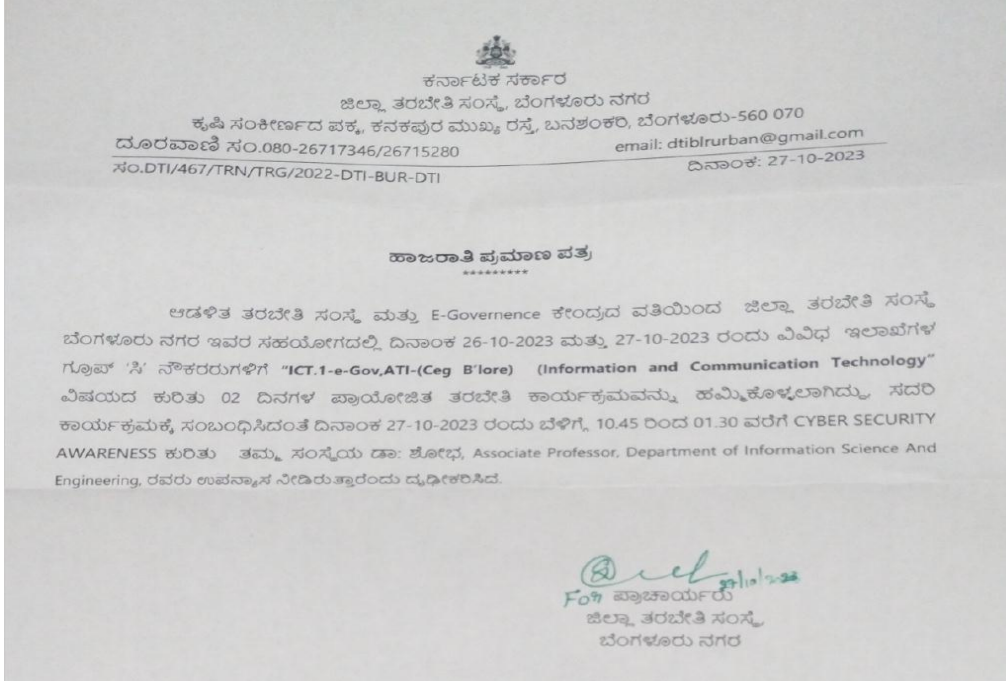 ಕರ್ನಾಟಕ ಸರ್ಕಾರ
ಜಿಲ್ಲಾ ತರಬೇತಿ ಸಂಸ್ಥೆ, ಬೆಂಗಳೂರು ನಗರ
ಕೃಷಿ ಸಂಕೀರ್ಣದ ಪಕ್ಕ, ಕನಕಪುರ ಮುಖ್ಯ ರಸ್ತೆ, ಬನಶಂಕರಿ, ಬೆಂಗಳೂರು-560 070
ದೂರವಾಣಿ ಸಂ.080-26717346/26715280 email: dtiblrurban@gmail.com
ಸಂ.DTI/467/TRN/TRG/2022-DTI-BUR-DTI ದಿನಾಂಕ: 27-10-2023
ಹಾಜರಾತಿ ಪ್ರಮಾಣ ಪತ್ರ
*********
ಆಡಳಿತ ತರಬೇತಿ ಸಂಸ್ಥೆ ಮತ್ತು E-Governence ಕೇಂದ್ರದ ವತಿಯಿಂದ ಜಿಲ್ಲಾ ತರಬೇತಿ ಸಂಸ್ಥೆ
ಬೆಂಗಳೂರು ನಗರ ಇವರ ಸಹಯೋಗದಲ್ಲಿ ದಿನಾಂಕ 26-10-2023 ಮತ್ತು 27-10-2023 ರಂದು ವಿವಿಧ ಇಲಾಖೆಗಳ
ಗ್ರೂಪ್ 'ಸಿ' ನೌಕರರುಗಳಿಗೆ "ICT.1-e-Gov,ATI-(Ceg B'lore) (Information and Communication Technology"
ವಿಷಯದ ಕುರಿತು 02 ದಿನಗಳ ಪ್ರಾಯೋಜಿತ ತರಬೇತಿ ಕಾರ್ಯಕ್ರಮವನ್ನು ಹಮ್ಮಿಕೊಳ್ಳಲಾಗಿದ್ದು, ಸದರಿ
ಕಾರ್ಯಕ್ರಮಕ್ಕೆ ಸಂಬಂಧಿಸಿದಂತೆ ದಿನಾಂಕ 27-10-2023 ರಂದು ಬೆಳಿಗ್ಗೆ 10.45 ರಿಂದ 01.30 ವರೆಗೆ CYBER SECURITY
AWARENESS ಕುರಿತು ತಮ್ಮ ಸಂಸ್ಥೆಯ ಡಾ: ಶೋಭ, Associate Professor, Department of Information Science And
Engineering, ರವರು ಉಪನ್ಯಾಸ ನೀಡಿರುತ್ತಾರೆಂದು ದೃಢೀಕರಿಸಿದೆ.
27/10/2023
For ಪ್ರಾಚಾರ್ಯರು
ಜಿಲ್ಲಾ ತರಬೇತಿ ಸಂಸ್ಥೆ,
ಬೆಂಗಳೂರು ನಗರ